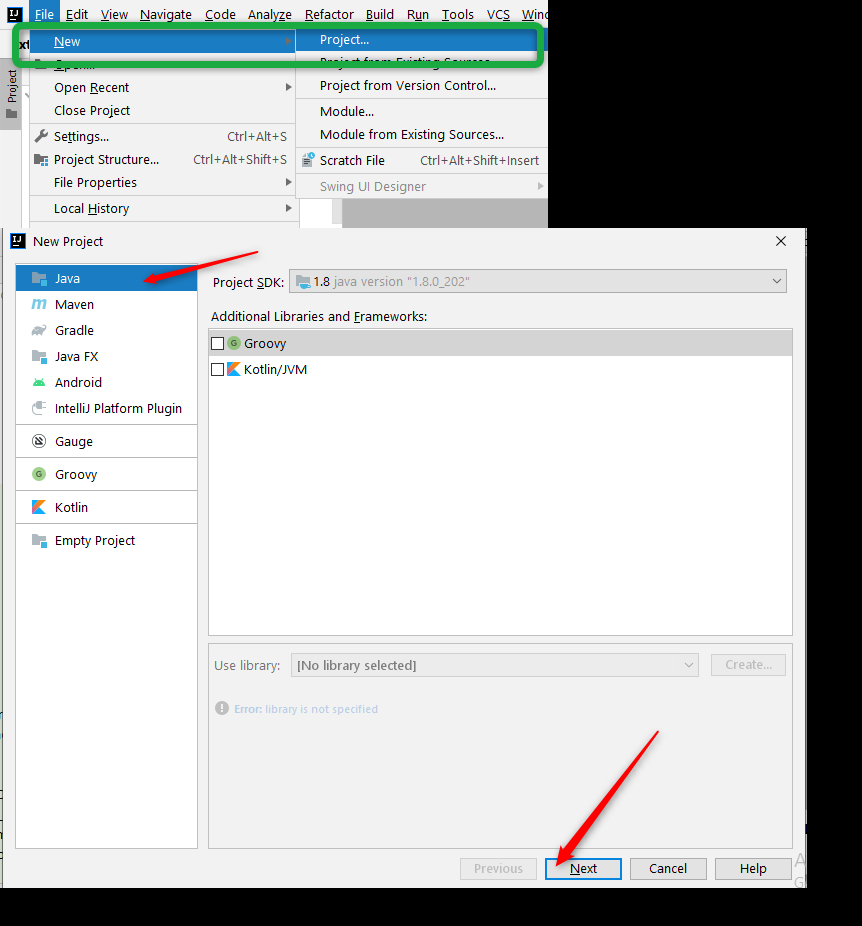 IJ File Edit View Navigate Code Analyze Refactor Build Run Tools VCS
New Project...
Project from Existing Sources...
Open...
Project from Version Control...
Open Recent
Close Project Module...
Settings... Ctrl+Alt+S Module from Existing Sources...
Project Structure... Ctrl+Alt+Shift+S Scratch File Ctrl+Alt+Shift+Insert
File Properties Swing UI Designer
Local History
Project
IJ New Project
Java
Maven
Gradle
Java FX
Android
IntelliJ Platform Plugin
Gauge
Groovy
Kotlin
Empty Project
Project SDK: 1.8 java version "1.8.0_202"
Additional Libraries and Frameworks:
G Groovy
Kotlin/JVM
Use library: [No library selected] Create...
Error: library is not specified
Previous Next Cancel Help